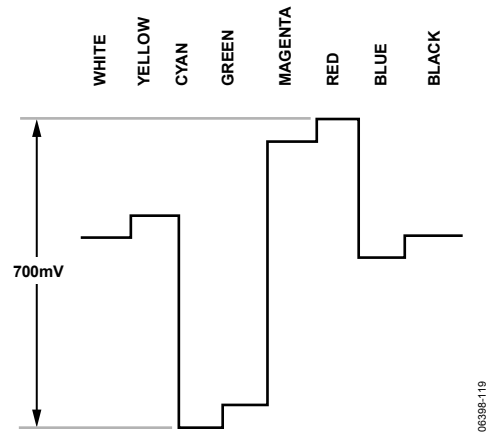 WHITE
YELLOW
CYAN
GREEN
MAGENTA
RED
BLUE
BLACK
700mV
06398-119